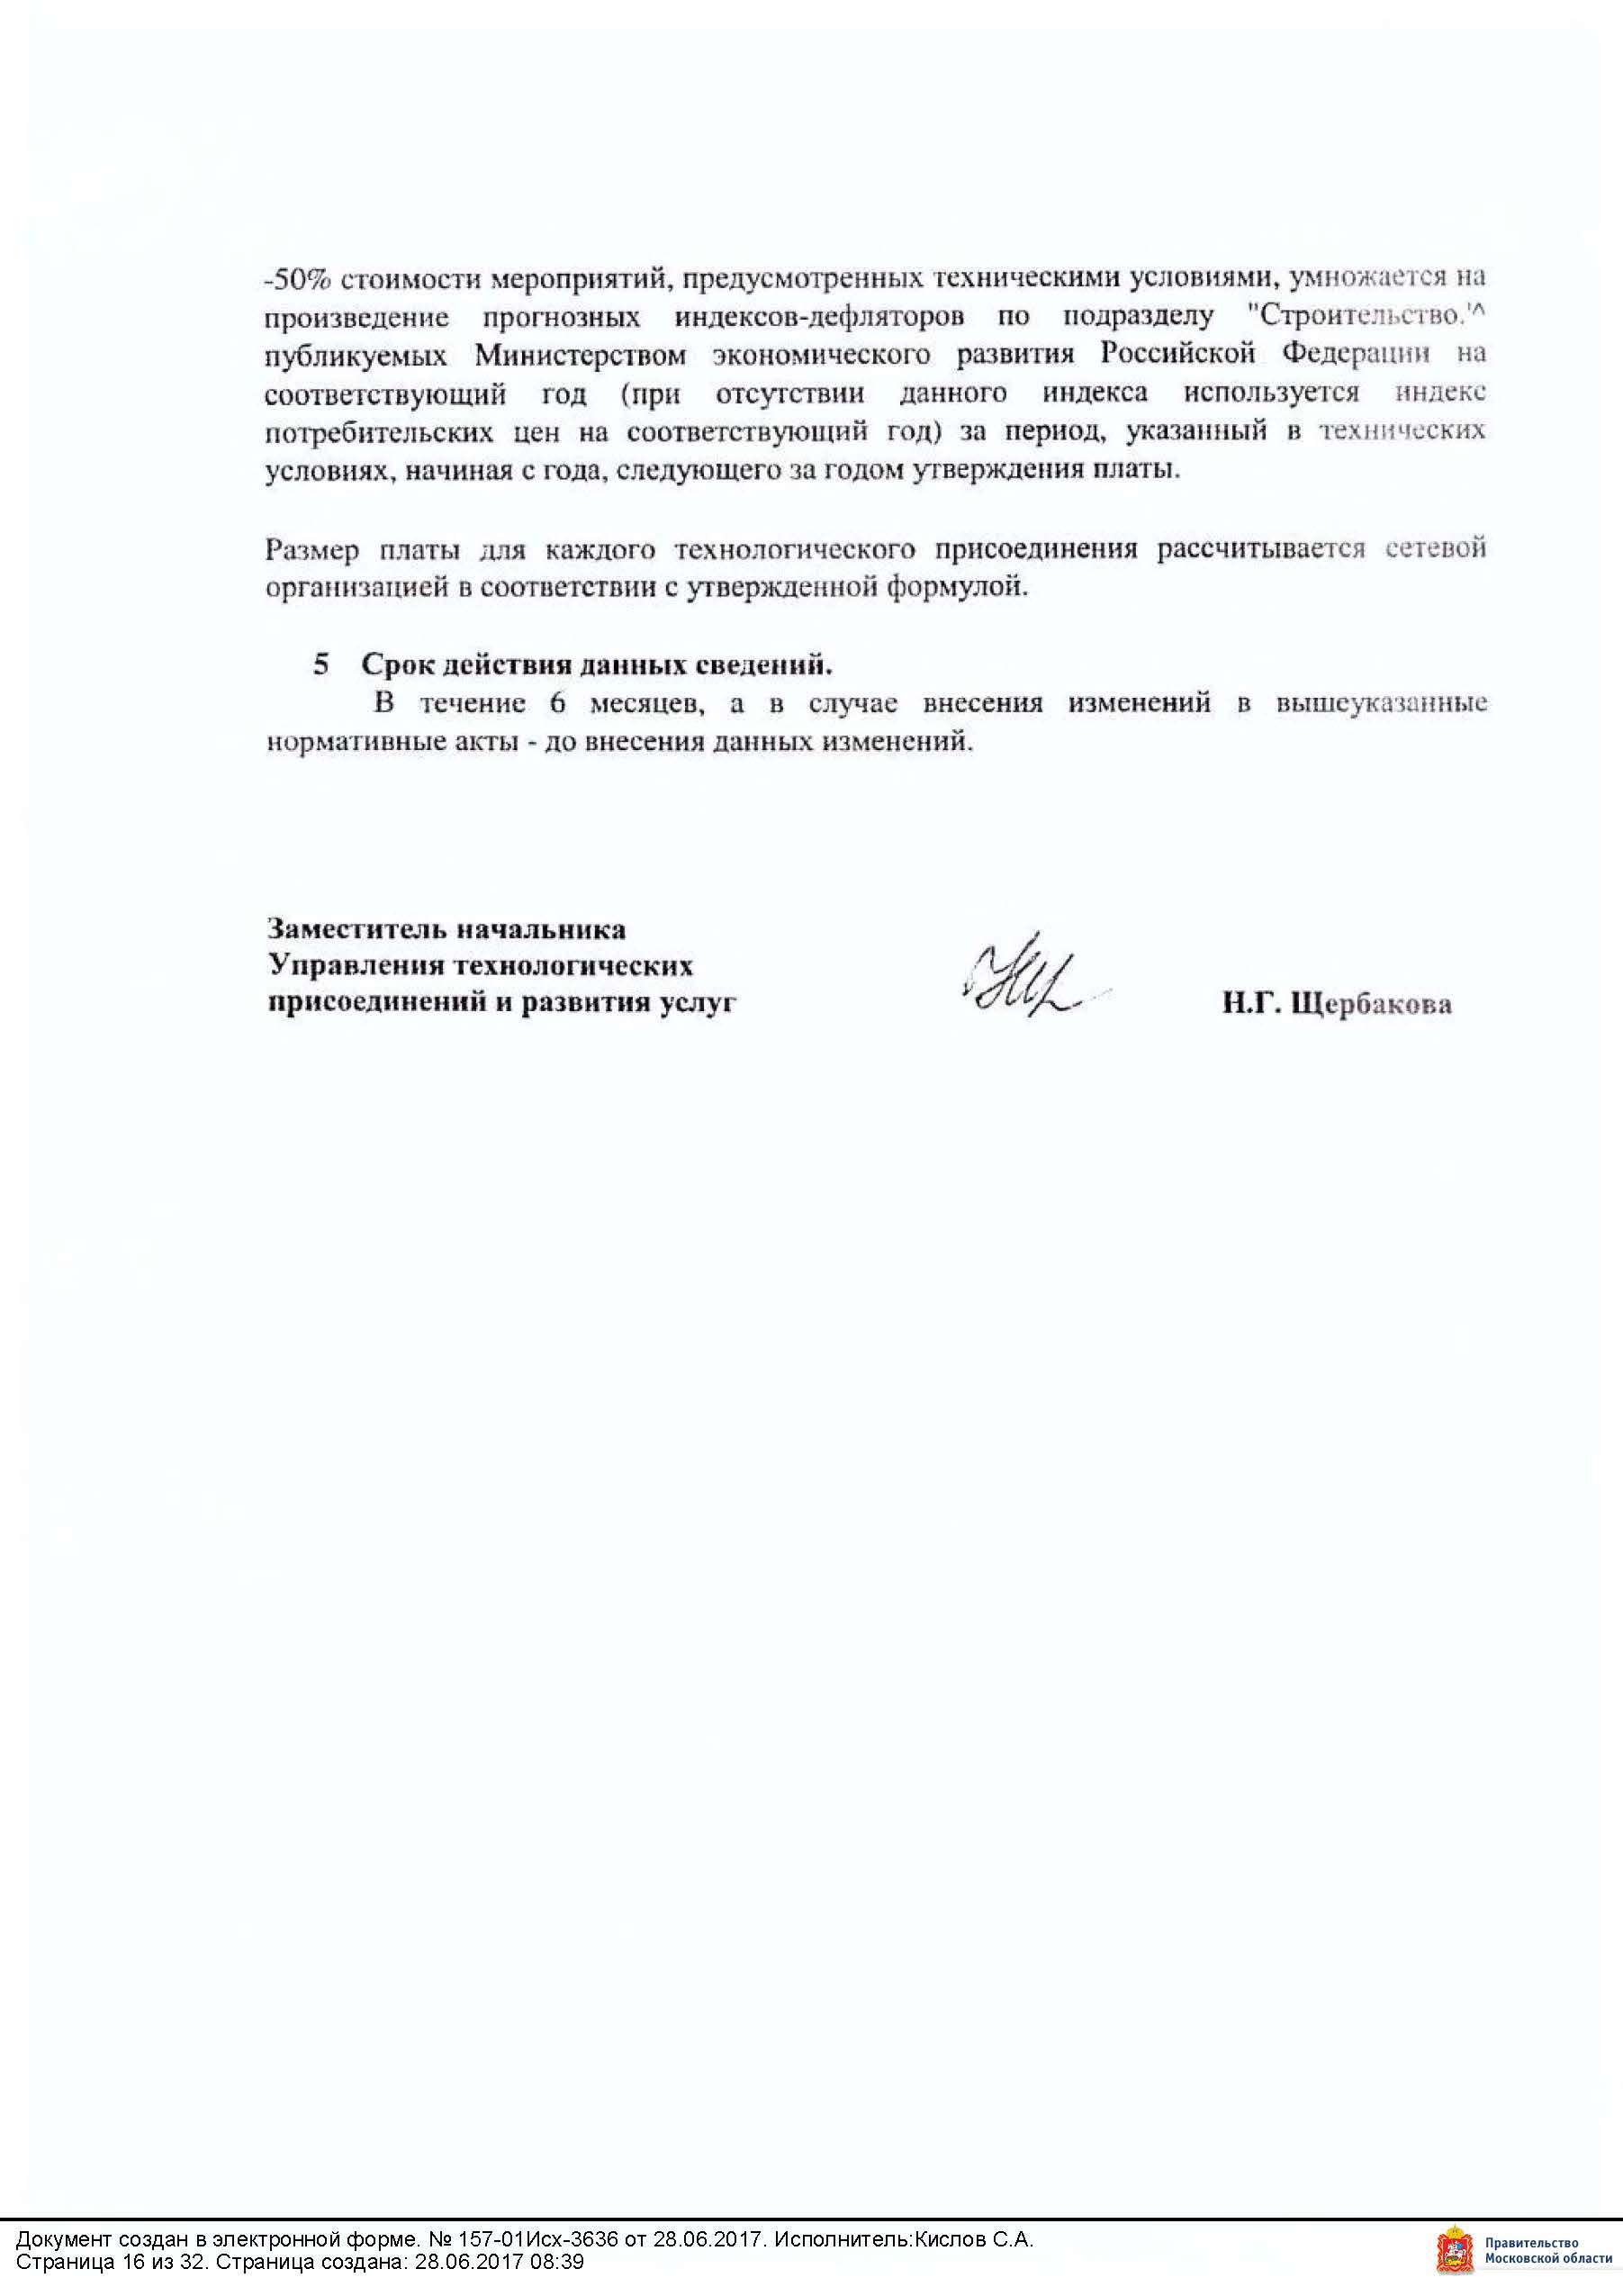 -50% стоимости мероприятий, предусмотренных техническими условиями, умножается на
произведение прогнозных индексов-дефляторов по подразделу "Строительство.'^
публикуемых Министерством экономического развития Российской Федерации на
соответствующий год (при отсутствии данного индекса используется индекс
потребительских цен на соответствующий год) за период, указанный в технических
условиях, начиная с года, следующего за годом утверждения платы.
Размер платы для каждого технологического присоединения рассчитывается сетевой
организацией в соответствии с утвержденной формулой.
5 Срок действия данных сведений.
В течение 6 месяцев, а в случае внесения изменений в вышеуказанные
нормативные акты - до внесения данных изменений.
Заместитель начальника
Управления технологических
присоединений и развития услуг
Н.Г. Щербакова
Документ создан в электронной форме. № 157-01Исх-3636 от 28.06.2017. Исполнитель:Кислов С.А.
Страница 16 из 32. Страница создана: 28.06.2017 08:39
Правительство
Московской области